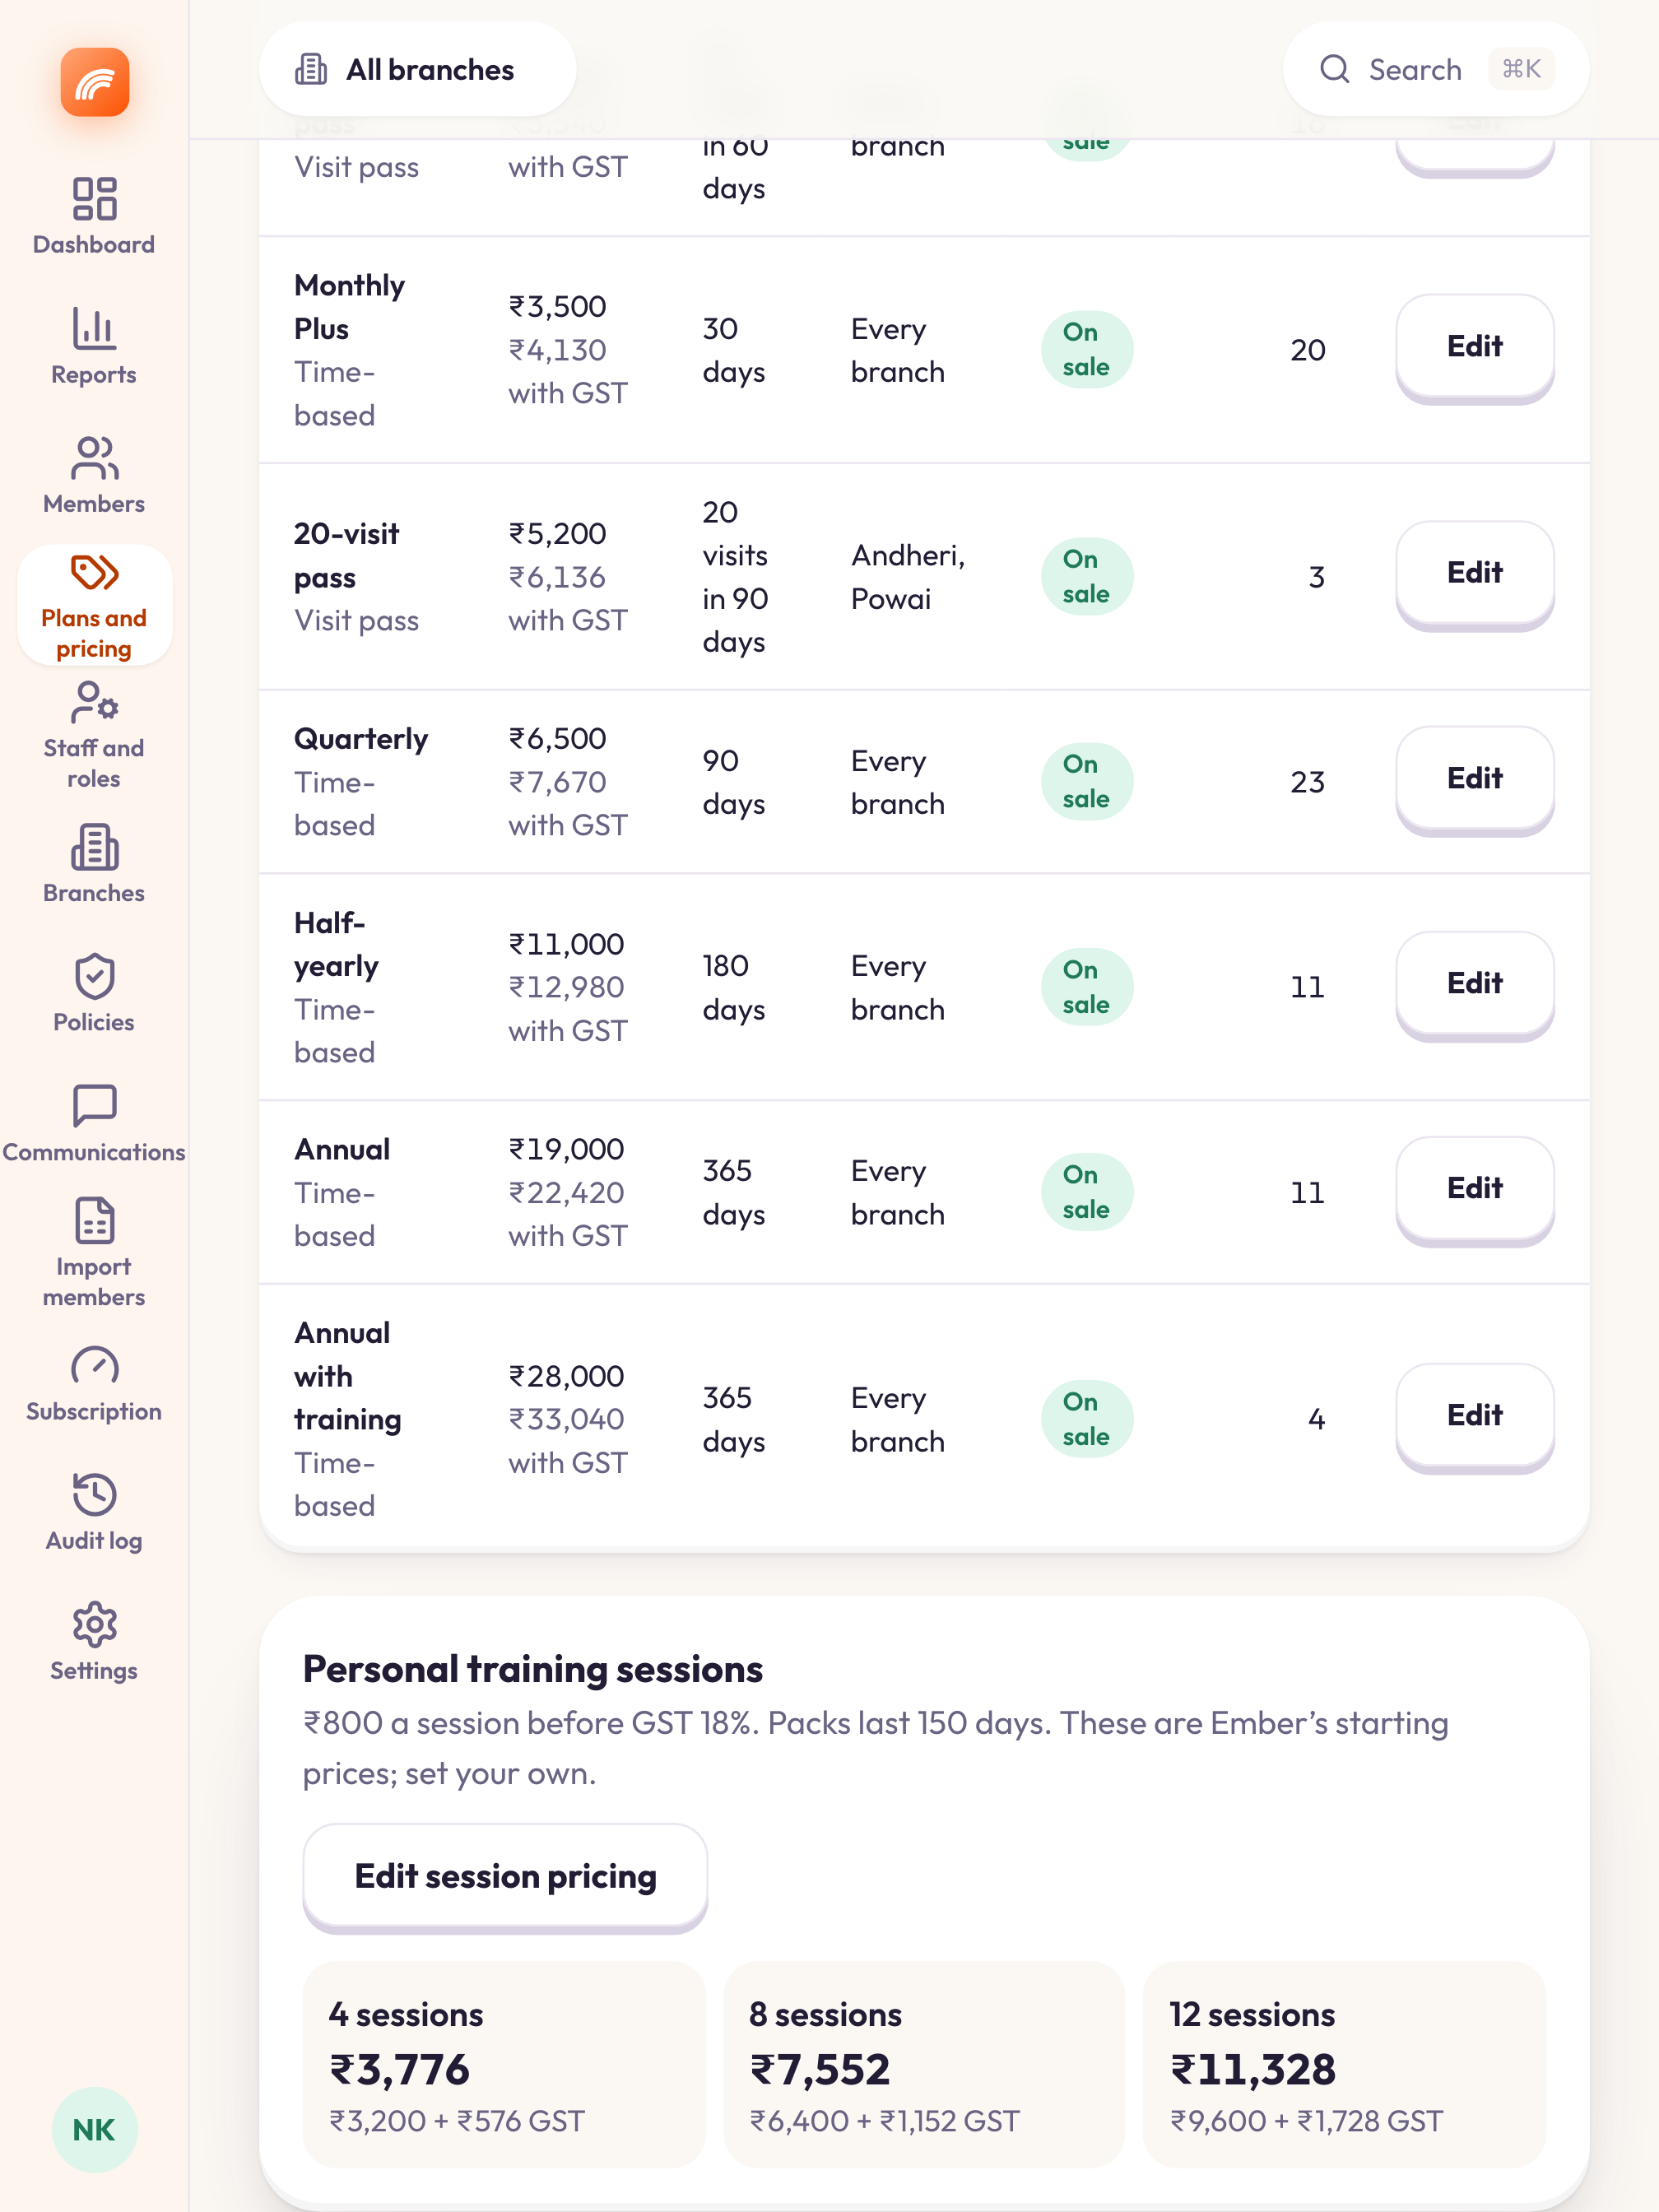 All branches
Search ⌘K
Dashboard
Reports
Members
Plans and
pricing
Staff and
roles
Branches
Policies
Communications
Import
members
Subscription
Audit log
Settings
NK
pass
Visit pass
₹3,540
with GST
in 60
days
branch
sale
Monthly
Plus
Time-
based
₹3,500
₹4,130
with GST
30
days
Every
branch
On
sale
20
Edit
20-visit
pass
Visit pass
₹5,200
₹6,136
with GST
20
visits
in 90
days
Andheri,
Powai
On
sale
3
Edit
Quarterly
Time-
based
₹6,500
₹7,670
with GST
90
days
Every
branch
On
sale
23
Edit
Half-
yearly
Time-
based
₹11,000
₹12,980
with GST
180
days
Every
branch
On
sale
11
Edit
Annual
Time-
based
₹19,000
₹22,420
with GST
365
days
Every
branch
On
sale
11
Edit
Annual
with
training
Time-
based
₹28,000
₹33,040
with GST
365
days
Every
branch
On
sale
4
Edit
Personal training sessions
₹800 a session before GST 18%. Packs last 150 days. These are Ember’s starting
prices; set your own.
Edit session pricing
4 sessions
₹3,776
₹3,200 + ₹576 GST
8 sessions
₹7,552
₹6,400 + ₹1,152 GST
12 sessions
₹11,328
₹9,600 + ₹1,728 GST